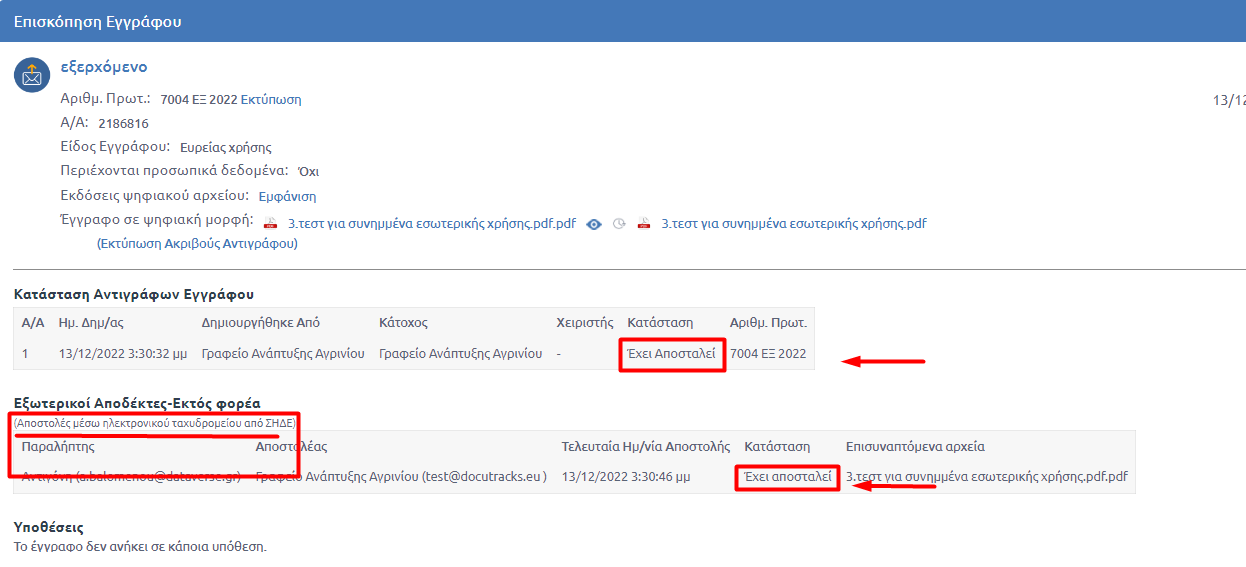 Επισκόπηση Εγγράφου
εξερχόμενο
Αριθμ. Πρωτ.: 7004 ΕΞ 2022 Εκτύπωση
13/12
Α/Α: 2186816
Είδος Εγγράφου: Ευρείας χρήσης
Περιέχονται προσωπικά δεδομένα: Όχι
Εκδόσεις ψηφιακού αρχείου: Εμφάνιση
Έγγραφο σε ψηφιακή μορφή: 3.τεστ για συνημμένα εσωτερικής χρήσης.pdf.pdf 3.τεστ για συνημμένα εσωτερικής χρήσης.pdf
(Εκτύπωση Ακριβούς Αντιγράφου)
Κατάσταση Αντιγράφων Εγγράφου
Α/Α Ημ. Δημ/ας Δημιουργήθηκε Από Κάτοχος Χειριστής Κατάσταση Αριθμ. Πρωτ.
1 13/12/2022 3:30:32 μμ Γραφείο Ανάπτυξης Αγρινίου Γραφείο Ανάπτυξης Αγρινίου - Έχει Αποσταλεί 7004 ΕΞ 2022
Εξωτερικοί Αποδέκτες-Εκτός φορέα
(Αποστολές μέσω ηλεκτρονικού ταχυδρομείου από ΣΗΔΕ)
Παραλήπτης Αποστολέας Τελευταία Ημ/νία Αποστολής Κατάσταση Επισυναπτόμενα αρχεία
Αντιγόνη (a.balomenou@dataverse.gr) Γραφείο Ανάπτυξης Αγρινίου (test@docutracks.eu ) 13/12/2022 3:30:46 μμ Έχει αποσταλεί 3.τεστ για συνημμένα εσωτερικής χρήσης.pdf.pdf
Υποθέσεις
Το έγγραφο δεν ανήκει σε κάποια υπόθεση.